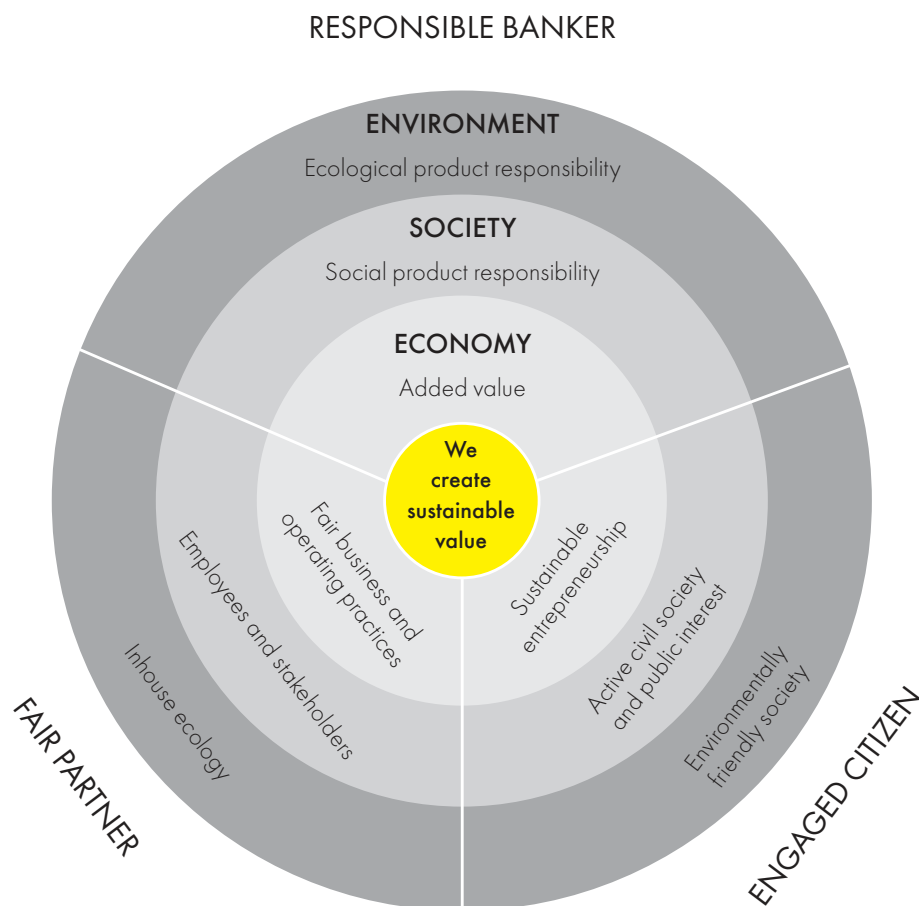 RESPONSIBLE BANKER
ENVIRONMENT
Ecological product responsibility
SOCIETY
Social product responsibility
ECONOMY
Added value
We
create
sustainable
value
Fair business and
operating practices
Employees and stakeholders
Inhouse ecology
FAIR PARTNER
Sustainable
entrepreneurship
Active civil society
and public interest
Environmentally
friendly society
ENGAGED CITIZEN